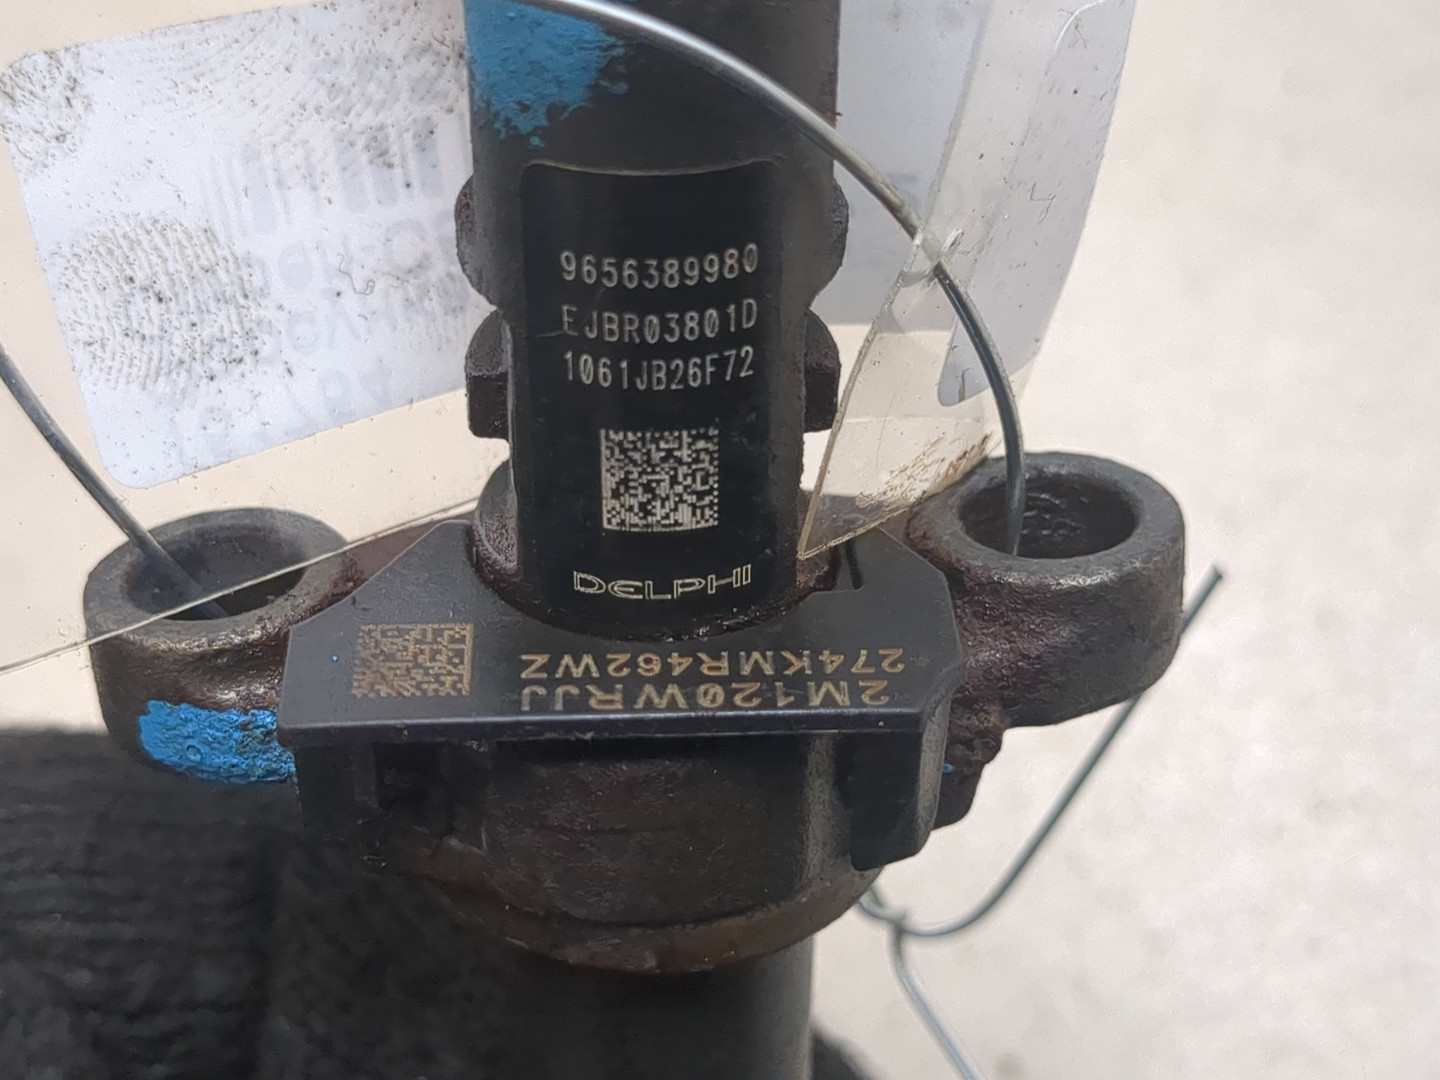 9656389980
EJBR03801D
1061JB26F72
DELPHI
2M120WRJJ
274KMR462WZ